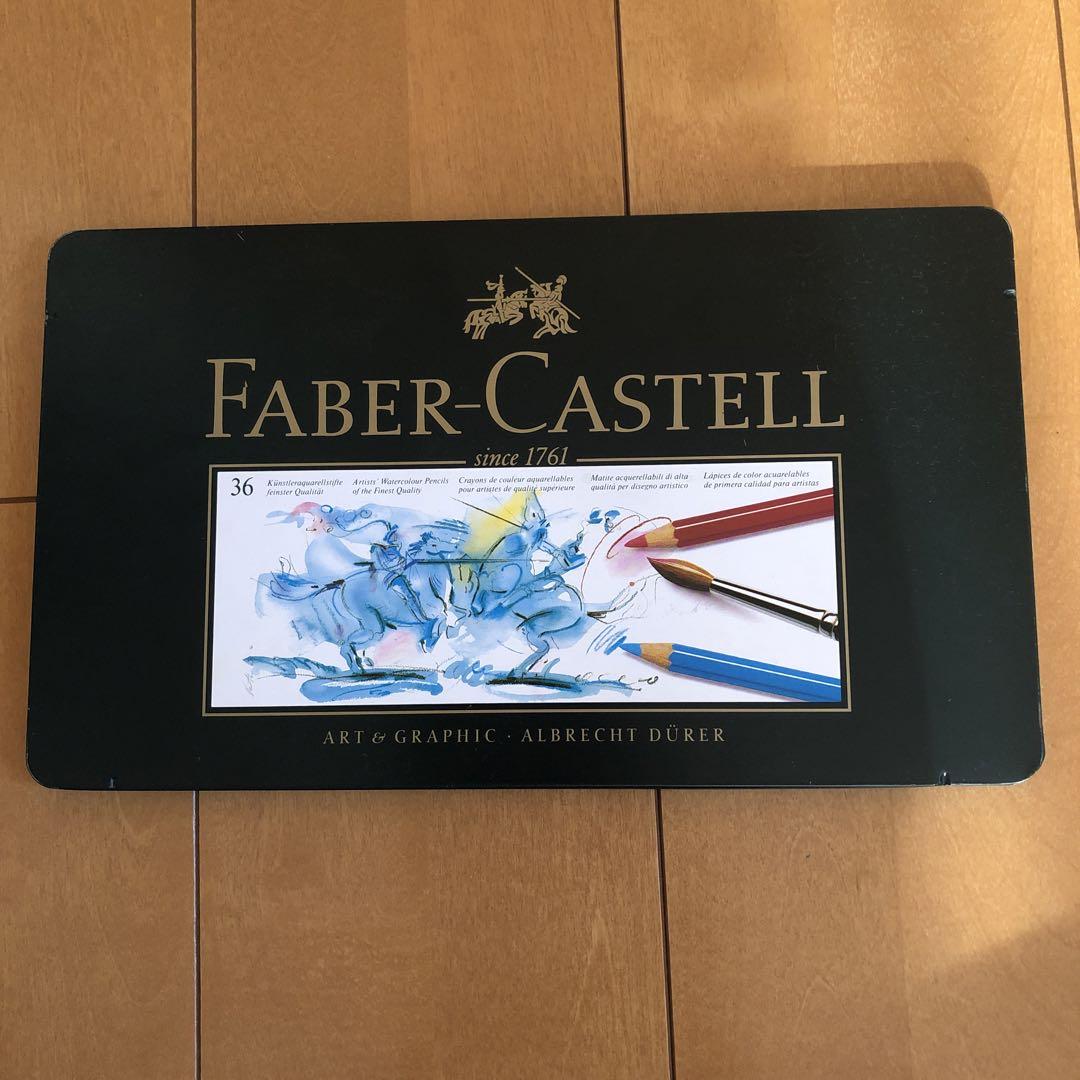 FABER-CASTELL
since 1761
36
Künstleraquarellstifte
feinster Qualität
Artists' Watercolour Pencils
of the Finest Quality
Crayons de couleur aquarellables
pour artistes de qualité supérieure
Matite acquerellabili di alta
qualità per disegno artistico
Lápices de color acuarelables
de primera calidad para artistas
ART & GRAPHIC · ALBRECHT DÜRER